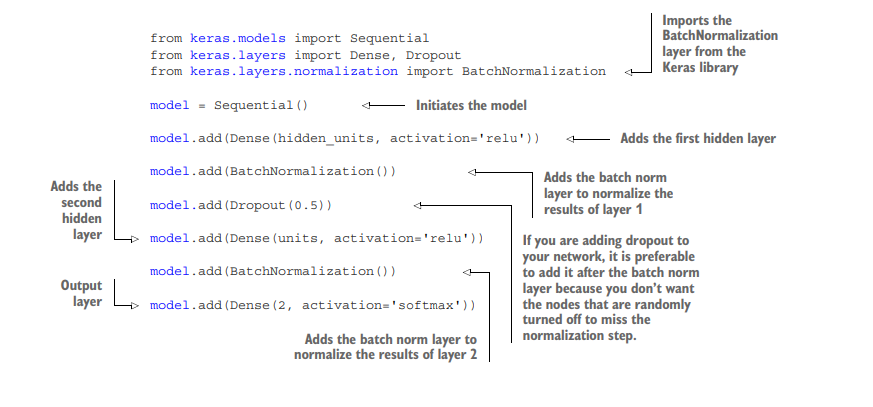 Imports the
BatchNormalization
layer from the
Keras library
from keras.models import Sequential
from keras.layers import Dense, Dropout
from keras.layers.normalization import BatchNormalization
model = Sequential()
Initiates the model
model.add(Dense(hidden_units, activation='relu'))
Adds the first hidden layer
model.add(BatchNormalization())
Adds the batch norm
layer to normalize the
results of layer 1
model.add(Dropout(0.5))
If you are adding dropout to
your network, it is preferable
to add it after the batch norm
layer because you don't want
the nodes that are randomly
turned off to miss the
normalization step.
Adds the
second
hidden
layer
model.add(Dense(units, activation='relu'))
model.add(BatchNormalization())
Adds the batch norm layer to
normalize the results of layer 2
Output
layer
model.add(Dense(2, activation='softmax'))